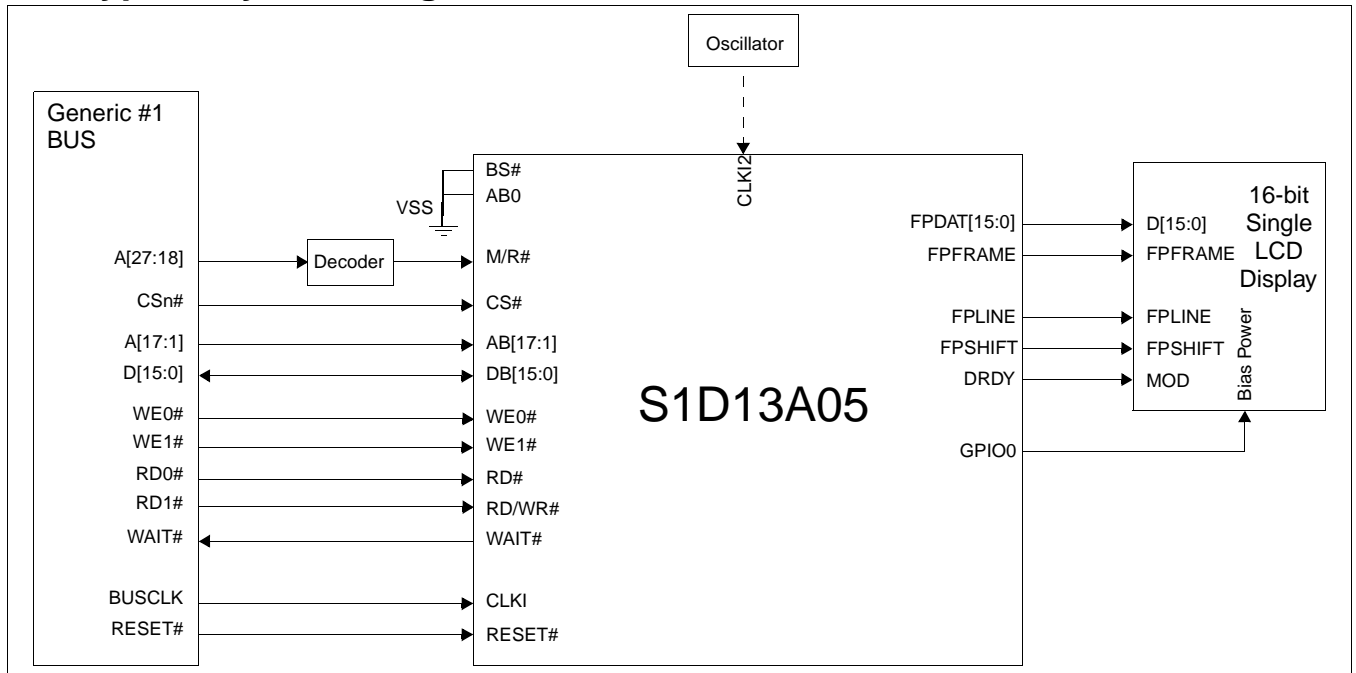 Oscillator
Generic #1
BUS
VSS
A[27:18]
CSn#
A[17:1]
D[15:0]
WE0#
WE1#
RD0#
RD1#
WAIT#
BUSCLK
RESET#
Decoder
BS#
AB0
M/R#
CS#
AB[17:1]
DB[15:0]
WE0#
WE1#
RD#
RD/WR#
WAIT#
CLKI
RESET#
CLKI2
S1D13A05
FPDAT[15:0]
FPFRAME
FPLINE
FPSHIFT
DRDY
GPIO0
D[15:0]
FPFRAME
FPLINE
FPSHIFT
MOD
16-bit
Single
LCD
Display
Bias Power